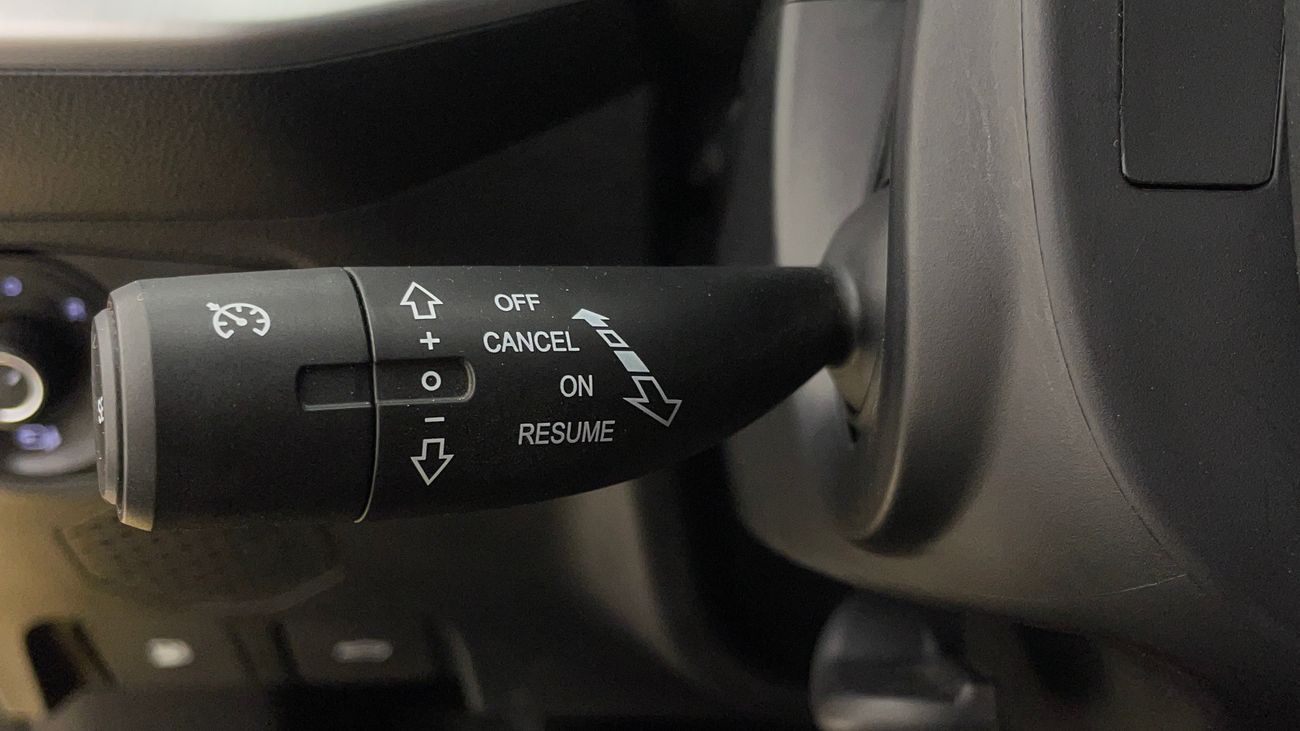 OFF
+
CANCEL
O
ON
−
RESUME